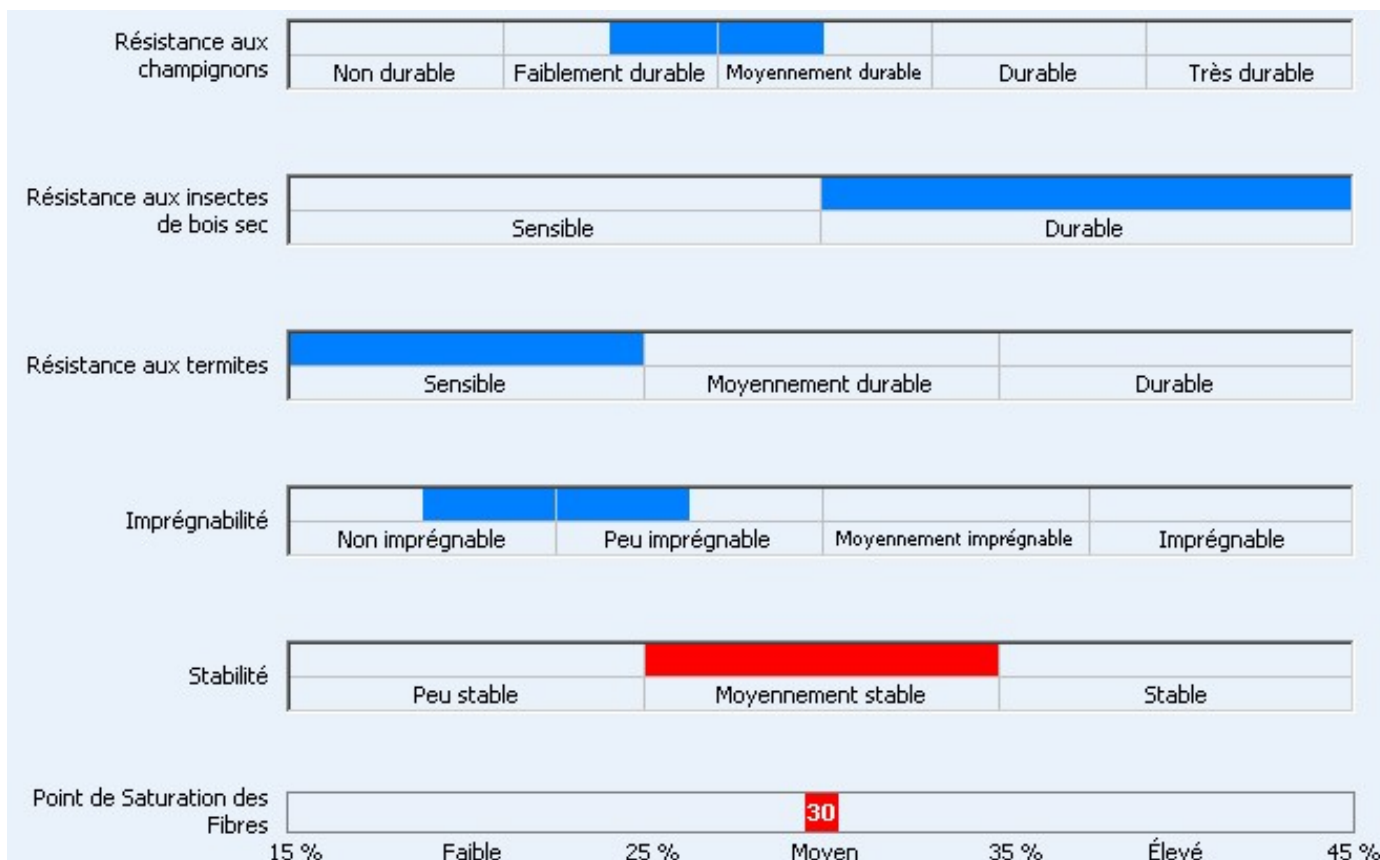 Résistance aux
champignons
Non durable Faiblement durable Moyennement durable Durable Très durable
Résistance aux insectes
de bois sec
Sensible Durable
Résistance aux termites
Sensible Moyennement durable Durable
Imprégnabilité
Non imprégnable Peu imprégnable Moyennement imprégnable Imprégnable
Stabilité
Peu stable Moyennement stable Stable
Point de Saturation des
Fibres
30
15 % Faible 25 % Moyen 35 % Élevé 45 %